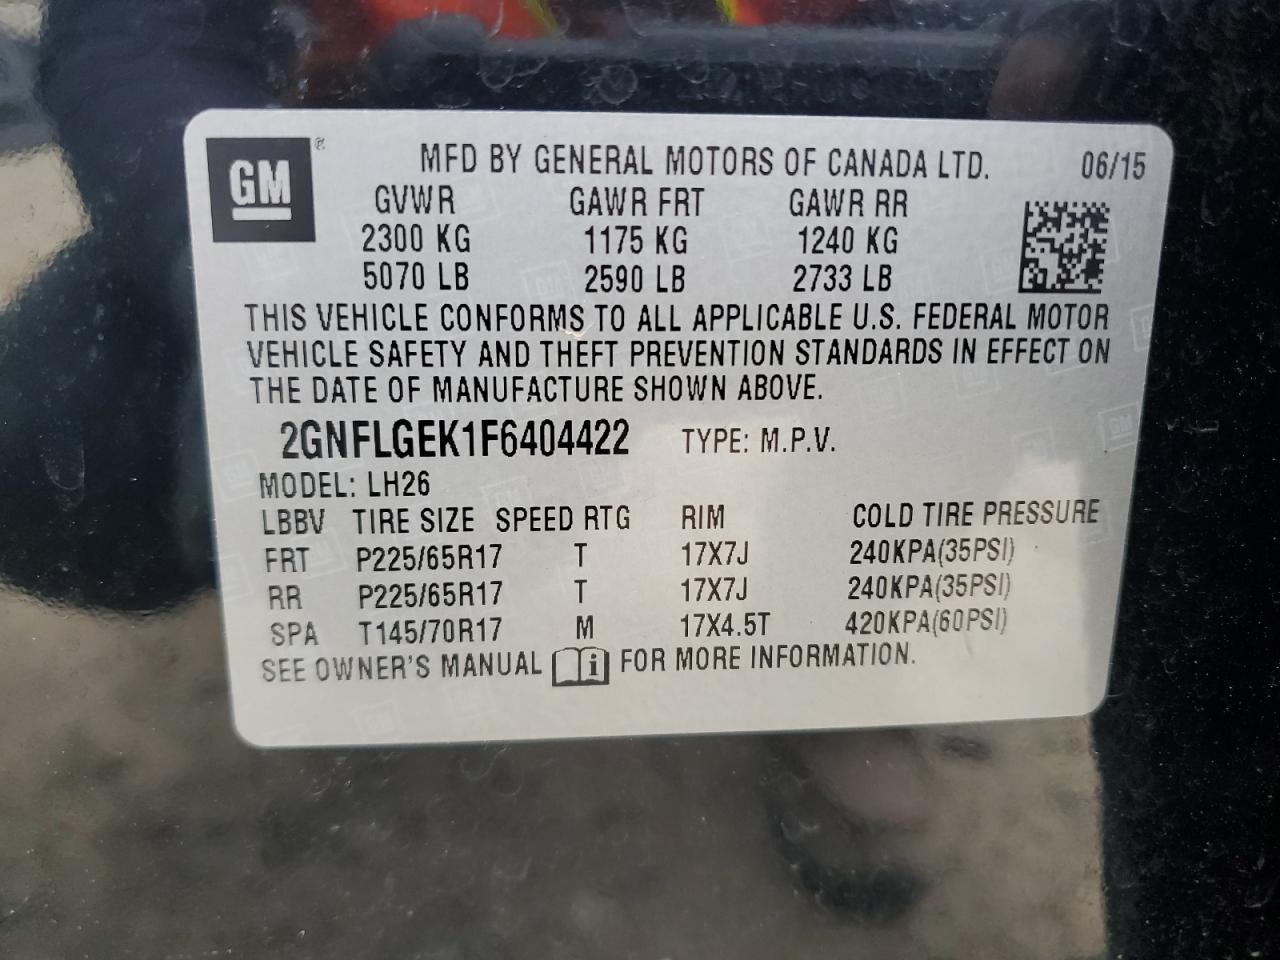 GM ® MFD BY GENERAL MOTORS OF CANADA LTD. 06/15
GVWR GAWR FRT GAWR RR
2300 KG 1175 KG 1240 KG
5070 LB 2590 LB 2733 LB
THIS VEHICLE CONFORMS TO ALL APPLICABLE U.S. FEDERAL MOTOR
VEHICLE SAFETY AND THEFT PREVENTION STANDARDS IN EFFECT ON
THE DATE OF MANUFACTURE SHOWN ABOVE.
2GNFLGEK1F6404422 TYPE: M.P.V.
MODEL: LH26
LBBV TIRE SIZE SPEED RTG RIM COLD TIRE PRESSURE
FRT P225/65R17 T 17X7J 240KPA(35PSI)
RR P225/65R17 T 17X7J 240KPA(35PSI)
SPA T145/70R17 M 17X4.5T 420KPA(60PSI)
SEE OWNER'S MANUAL i FOR MORE INFORMATION.